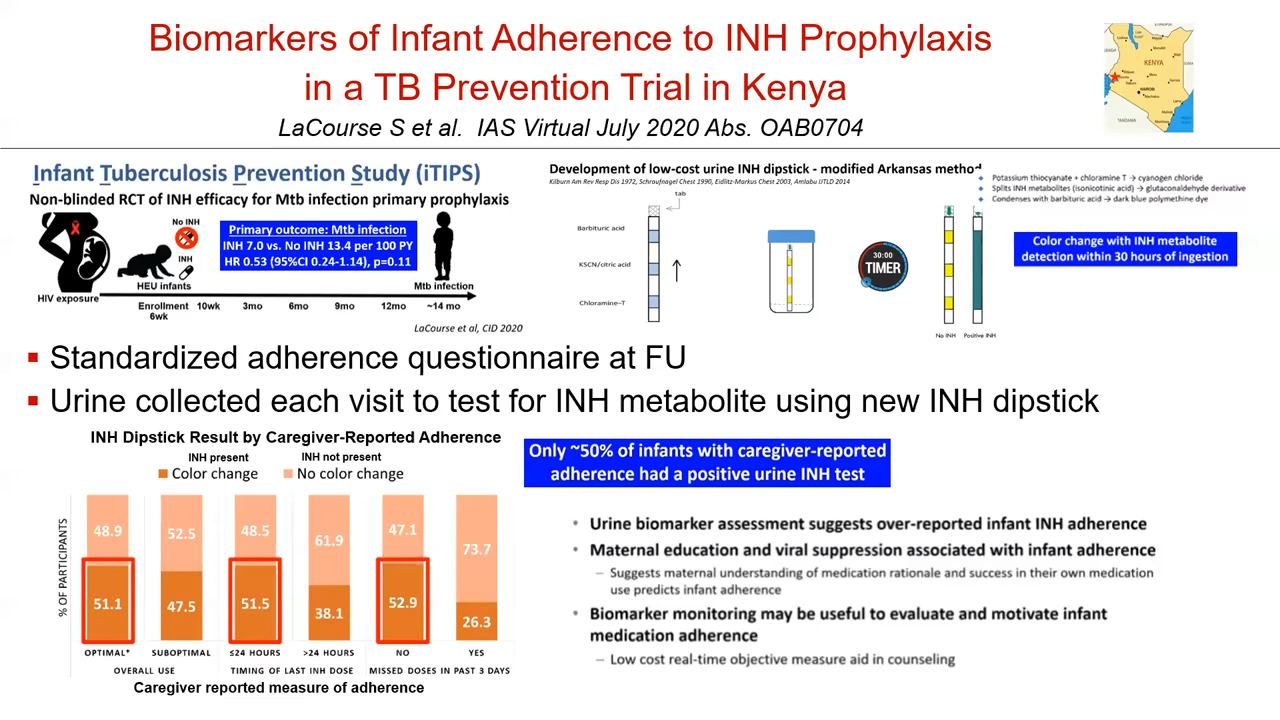 Biomarkers of Infant Adherence to INH Prophylaxis
in a TB Prevention Trial in Kenya
LaCourse S et al. IAS Virtual July 2020 Abs. OAB0704
KENYA
NAIROBI
TANZANIA
Infant Tuberculosis Prevention Study (iTIPS)
Non-blinded RCT of INH efficacy for Mtb infection primary prophylaxis
No INH
INH
Primary outcome: Mtb infection
INH 7.0 vs. No INH 13.4 per 100 PY
HR 0.53 (95%CI 0.24-1.14), p=0.11
HIV exposure
HEU infants
Mtb infection
Enrollment 10wk 3mo 6mo 9mo 12mo ~14 mo
6wk
LaCourse et al, CID 2020
Development of low-cost urine INH dipstick - modified Arkansas method
Kilburn Am Rev Resp Dis 1972, Schroufnagel Chest 1990, Eidlitz-Markus Chest 2003, Amlabu IJTLD 2014
tab
Barbituric acid
KSCN/citric acid
Chloramine-T
30:00
TIMER
No INH Positive INH
Potassium thiocyanate + chloramine T → cyanogen chloride
Splits INH metabolites (isonicotinic acid) → glutaconaldehyde derivative
Condenses with barbituric acid → dark blue polymethine dye
Color change with INH metabolite
detection within 30 hours of ingestion
▪ Standardized adherence questionnaire at FU
▪ Urine collected each visit to test for INH metabolite using new INH dipstick
INH Dipstick Result by Caregiver-Reported Adherence
INH present INH not present
Color change No color change
% OF PARTICIPANTS
48.9 52.5 48.5 61.9 47.1 73.7
51.1 47.5 51.5 38.1 52.9 26.3
OPTIMAL* SUBOPTIMAL ≤24 HOURS >24 HOURS NO YES
OVERALL USE TIMING OF LAST INH DOSE MISSED DOSES IN PAST 3 DAYS
Caregiver reported measure of adherence
Only ~50% of infants with caregiver-reported
adherence had a positive urine INH test
• Urine biomarker assessment suggests over-reported infant INH adherence
• Maternal education and viral suppression associated with infant adherence
– Suggests maternal understanding of medication rationale and success in their own medication
use predicts infant adherence
• Biomarker monitoring may be useful to evaluate and motivate infant
medication adherence
– Low cost real-time objective measure aid in counseling